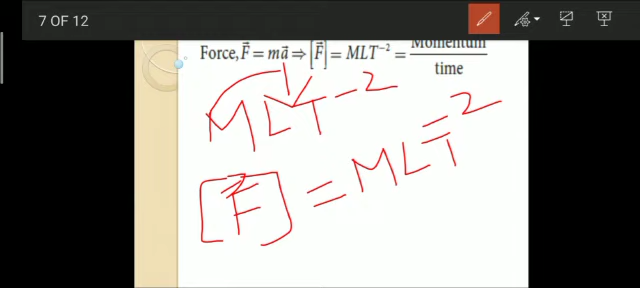 7 OF 12
Force, F⃗ = ma⃗ ⇒ [F⃗] = MLT⁻² = Momentum / time
MLT⁻²
[F⃗] = MLT⁻²